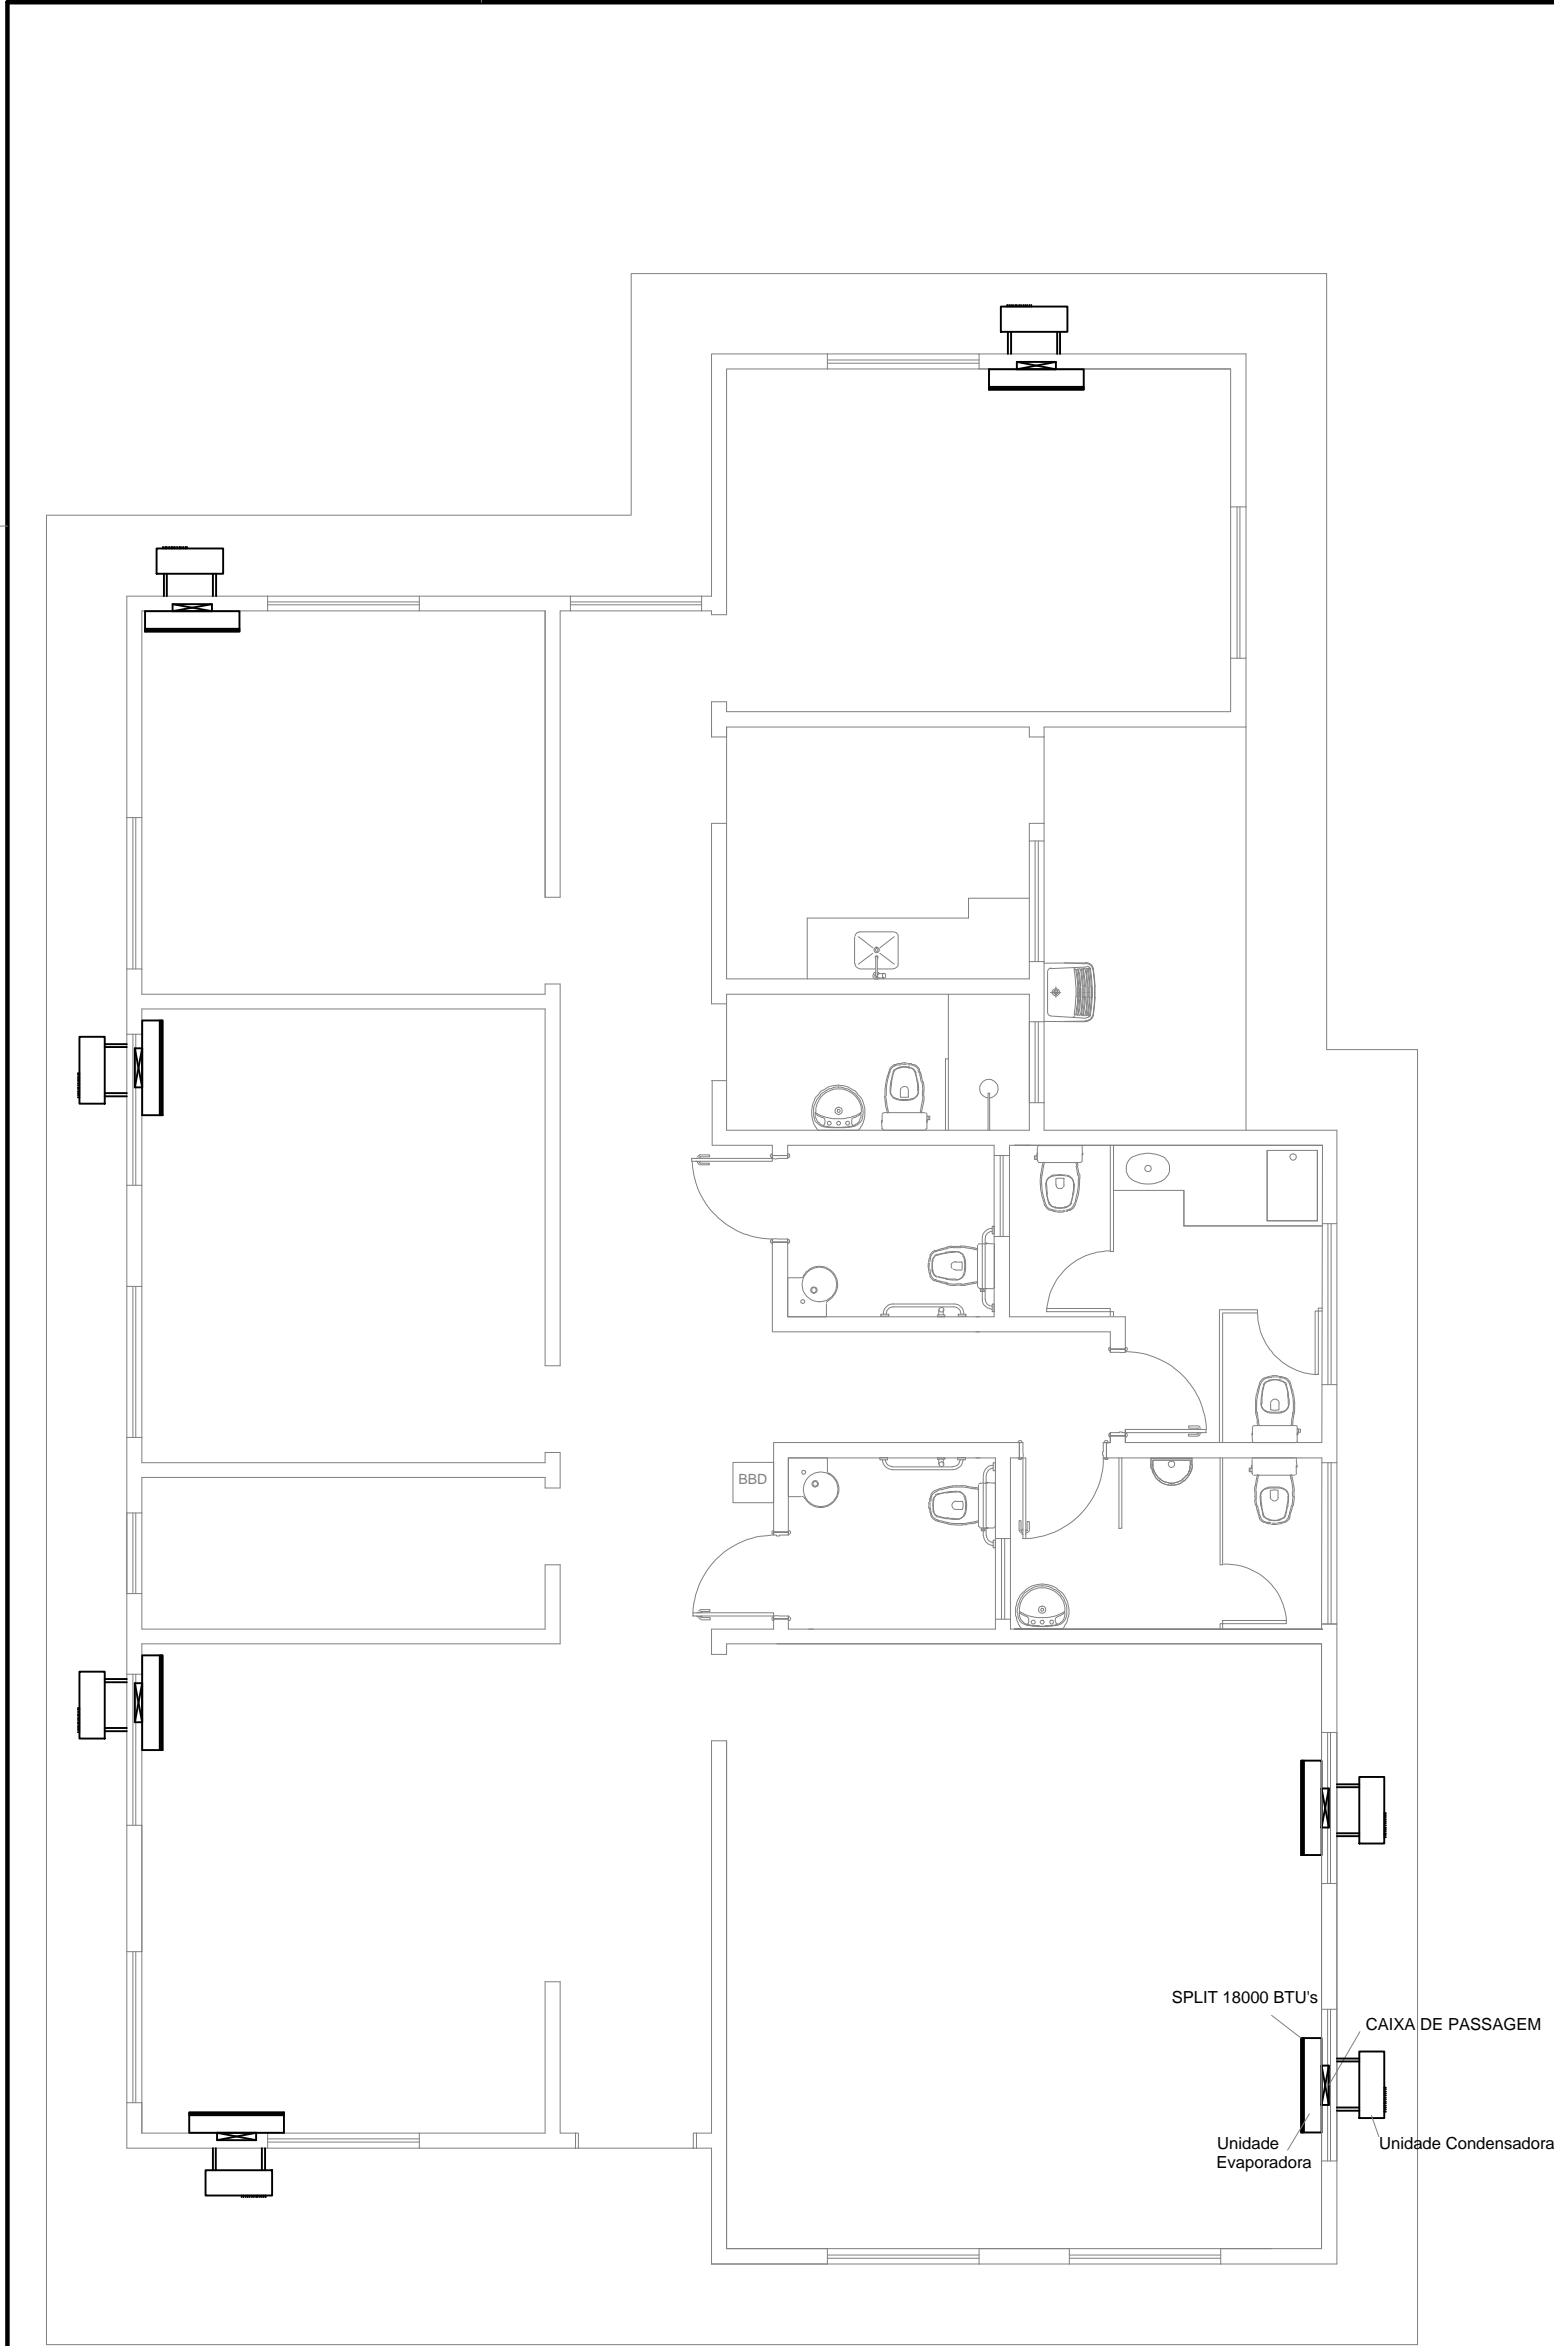 BBD
SPLIT 18000 BTU's
CAIXA DE PASSAGEM
Unidade
Evaporadora
Unidade Condensadora